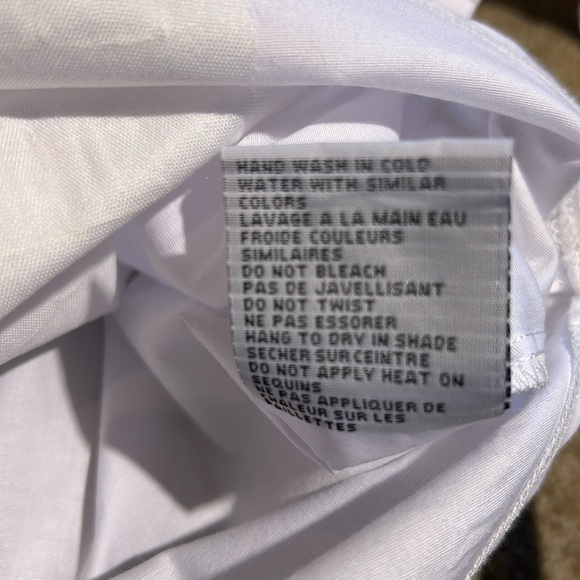 HAND WASH IN COLD
WATER WITH SIMILAR
COLORS
LAVAGE A LA MAIN EAU
FROIDE COULEURS
SIMILAIRES
DO NOT BLEACH
PAS DE JAVELLISANT
DO NOT TWIST
NE PAS ESSORER
HANG TO DRY IN SHADE
SECHER SUR CEINTRE
DO NOT APPLY HEAT ON
SEQUINS
NE PAS APPLIQUER DE
CHALEUR SUR LES
PAILLETTES